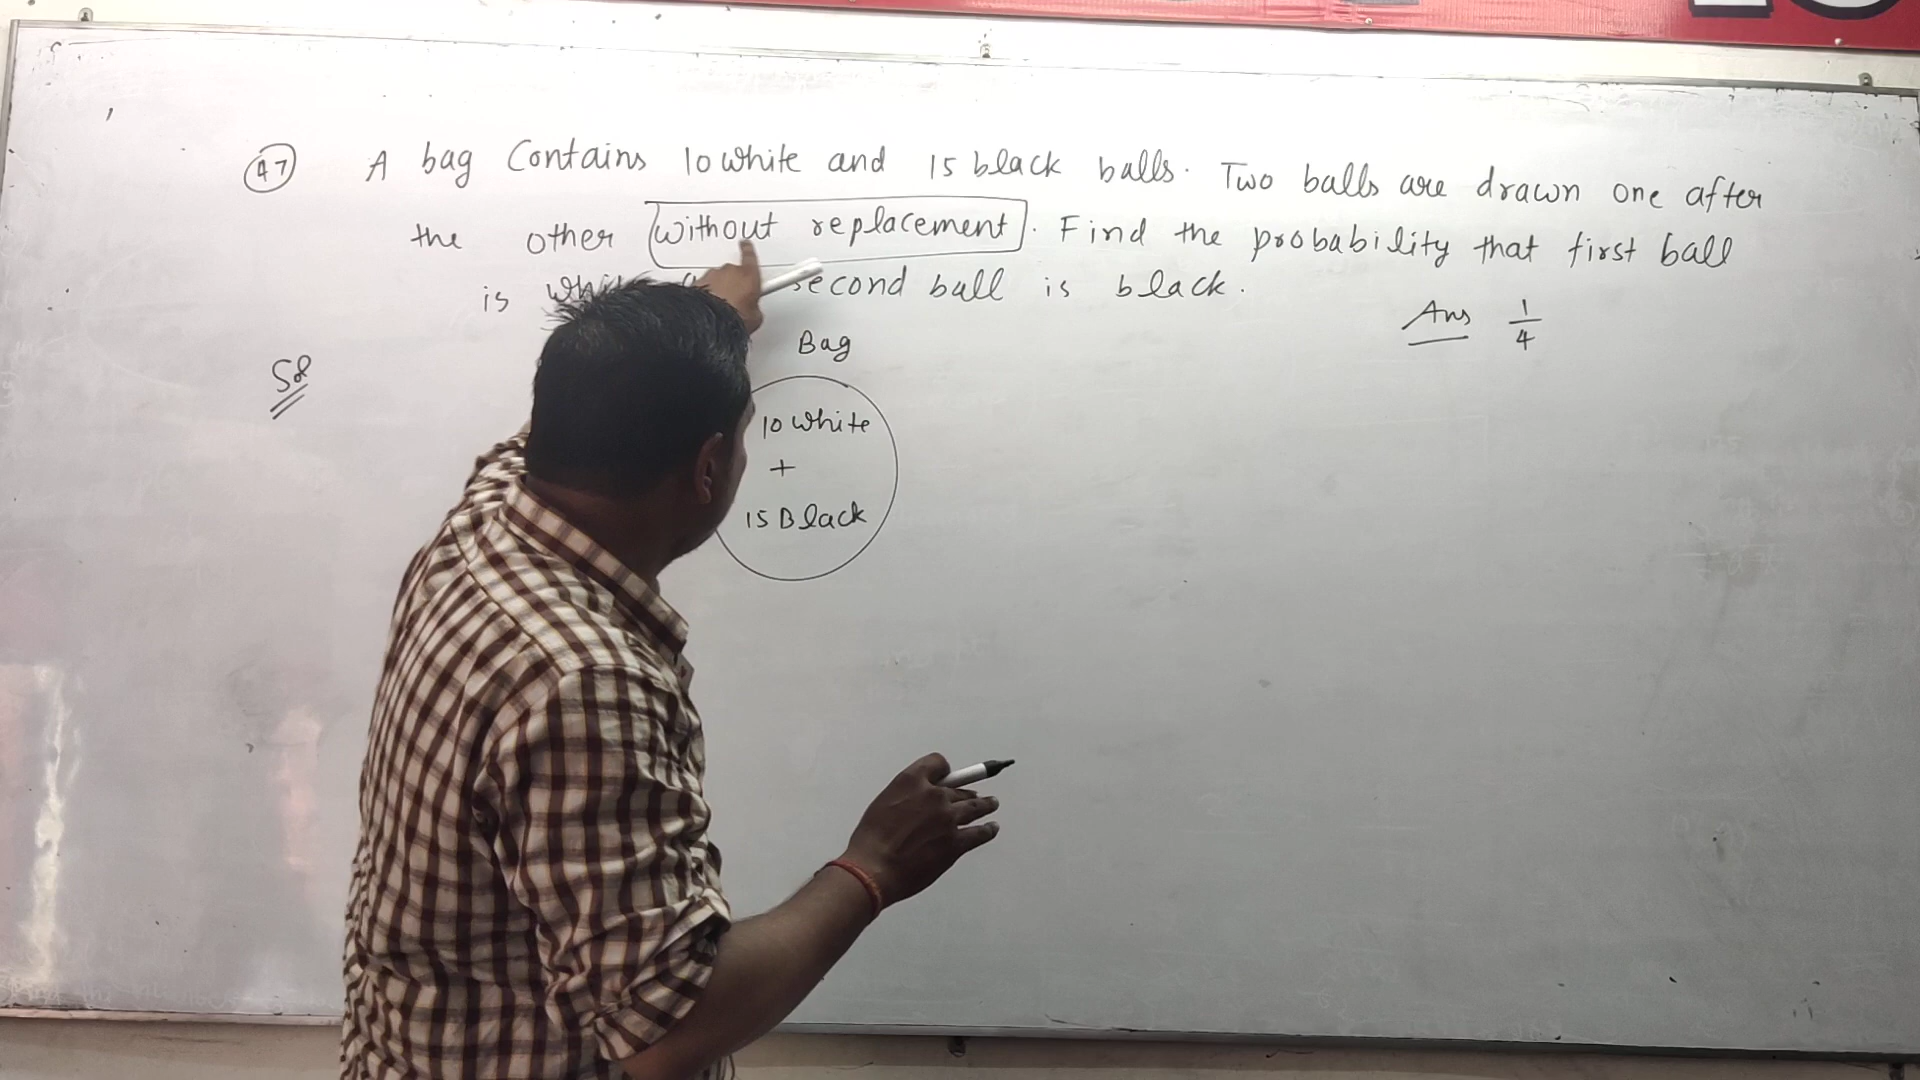 47 A bag Contains 10 white and 15 black balls. Two balls are drawn one after
the other without replacement. Find the probability that first ball
is second ball is black.
Ans 1/4
Sol
Bag
10 white
+
15 Black